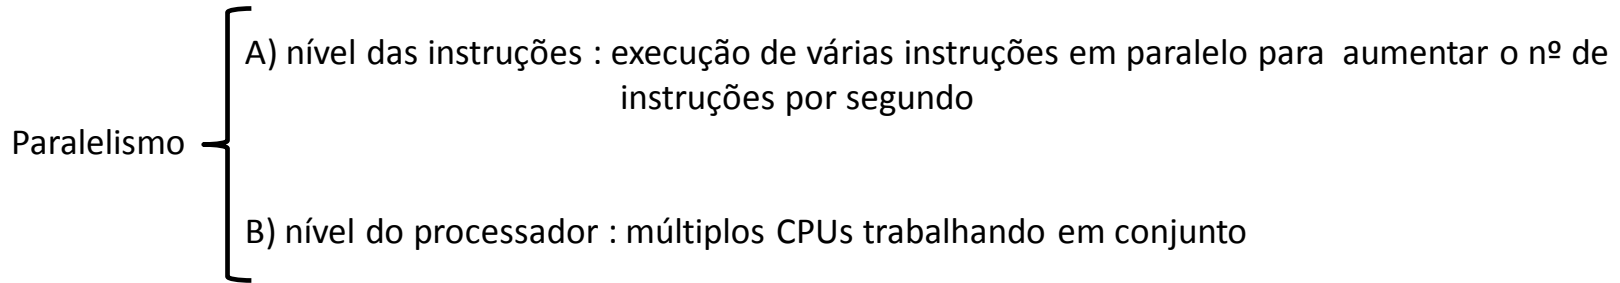 A) nível das instruções : execução de várias instruções em paralelo para aumentar o nº de
instruções por segundo
Paralelismo
B) nível do processador : múltiplos CPUs trabalhando em conjunto